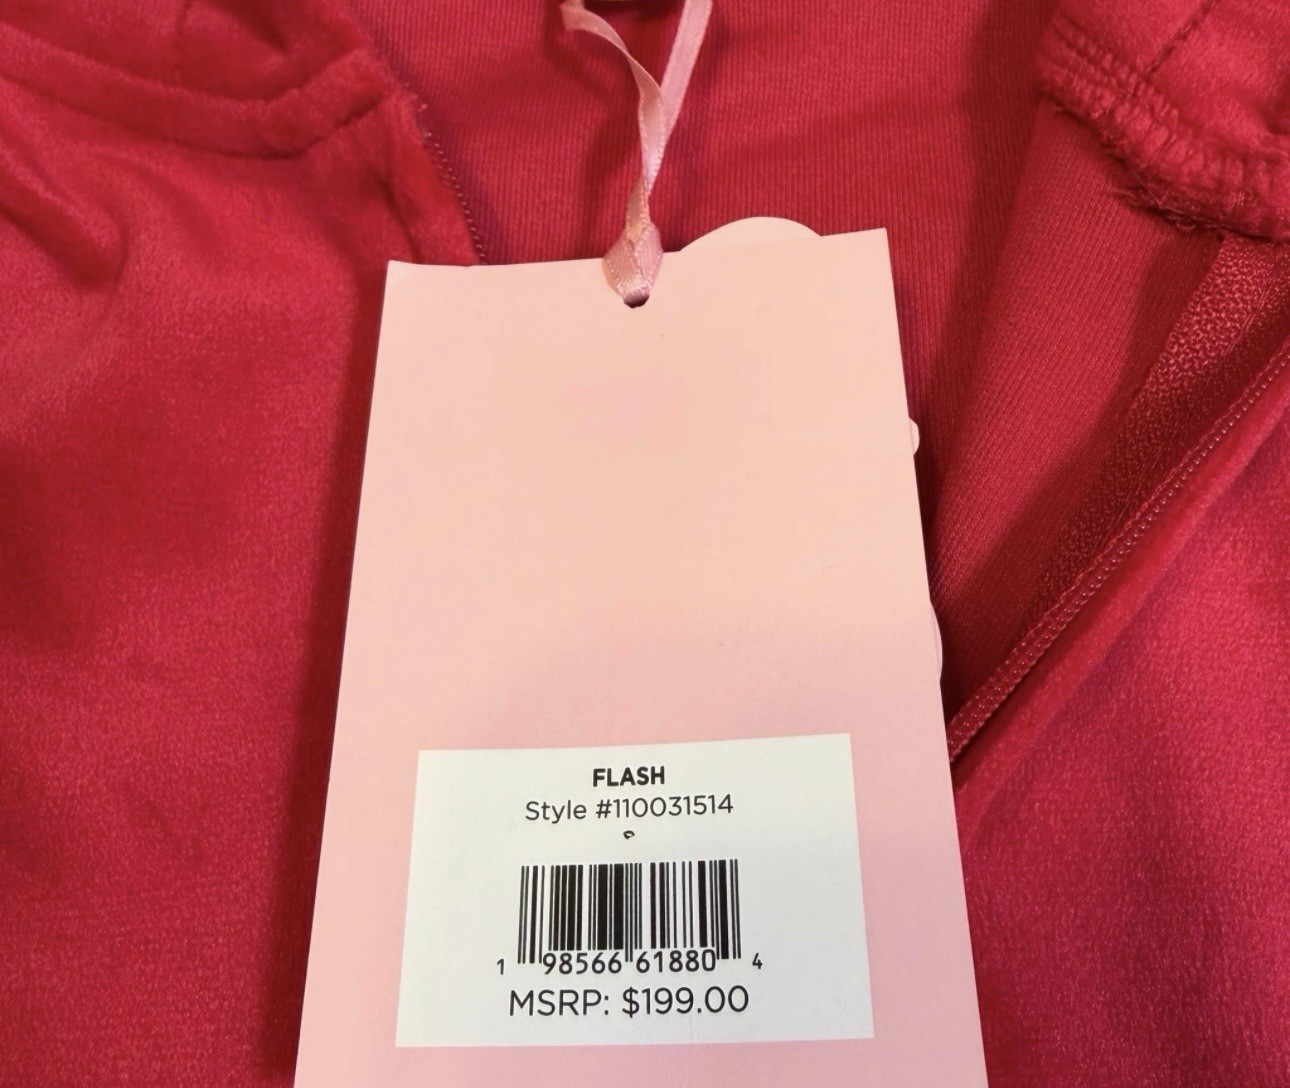 FLASH
Style #110031514
1 98566 61880 4
MSRP: $199.00